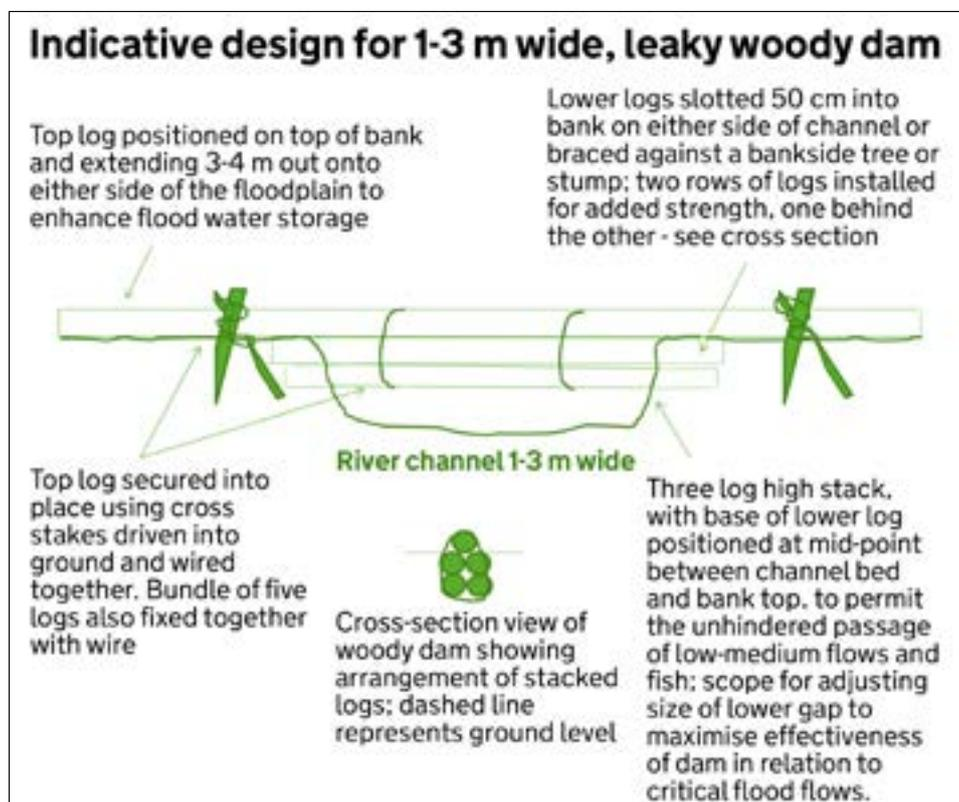 Indicative design for 1-3 m wide, leaky woody dam
Top log positioned on top of bank
and extending 3-4 m out onto
either side of the floodplain to
enhance flood water storage
Lower logs slotted 50 cm into
bank on either side of channel or
braced against a bankside tree or
stump; two rows of logs installed
for added strength, one behind
the other - see cross section
River channel 1-3 m wide
Top log secured into
place using cross
stakes driven into
ground and wired
together. Bundle of five
logs also fixed together
with wire
Cross-section view of
woody dam showing
arrangement of stacked
logs; dashed line
represents ground level
Three log high stack,
with base of lower log
positioned at mid-point
between channel bed
and bank top, to permit
the unhindered passage
of low-medium flows and
fish; scope for adjusting
size of lower gap to
maximise effectiveness
of dam in relation to
critical flood flows.